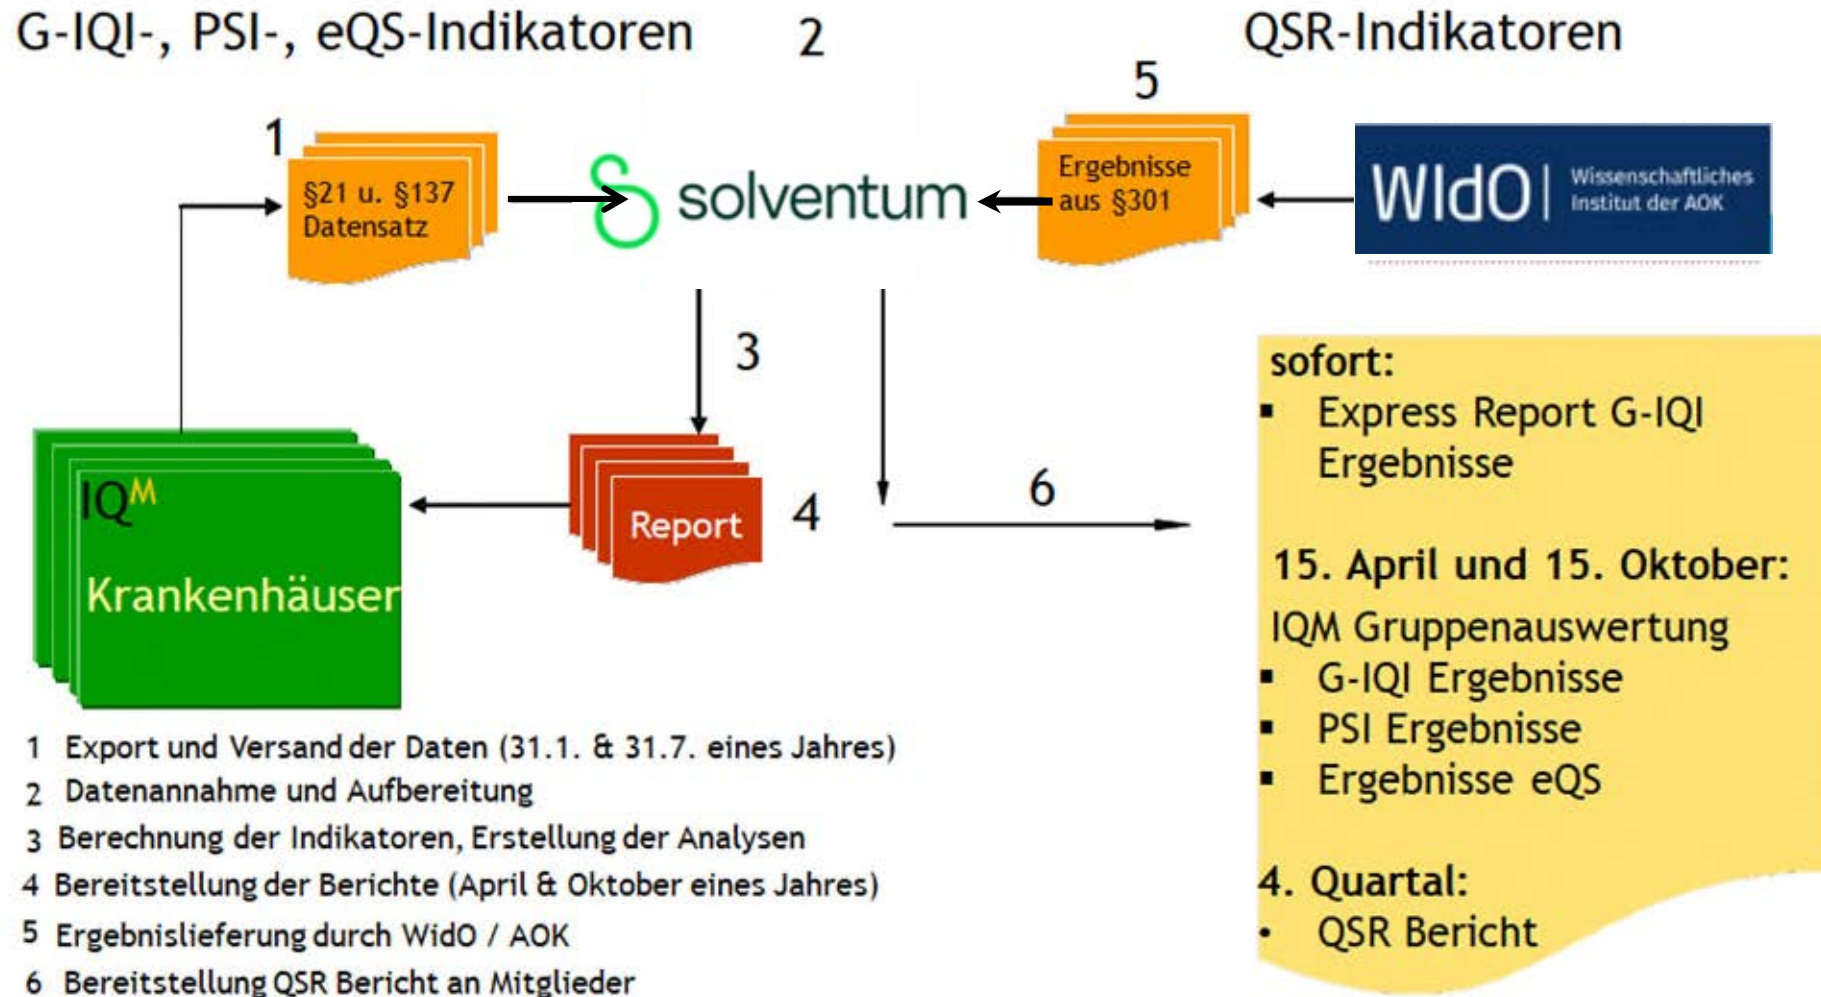 G-IQI-, PSI-, eQS-Indikatoren
2
QSR-Indikatoren
5
1
§21 u. §137
Datensatz
solventum
Ergebnisse
aus §301
WIdO
Wissenschaftliches
Institut der AOK
3
IQM
Krankenhäuser
Report
4
6
sofort:
▪ Express Report G-IQI
Ergebnisse
15. April und 15. Oktober:
IQM Gruppenauswertung
▪ G-IQI Ergebnisse
▪ PSI Ergebnisse
▪ Ergebnisse eQS
4. Quartal:
• QSR Bericht
1 Export und Versand der Daten (31.1. & 31.7. eines Jahres)
2 Datenannahme und Aufbereitung
3 Berechnung der Indikatoren, Erstellung der Analysen
4 Bereitstellung der Berichte (April & Oktober eines Jahres)
5 Ergebnislieferung durch WidO / AOK
6 Bereitstellung QSR Bericht an Mitglieder